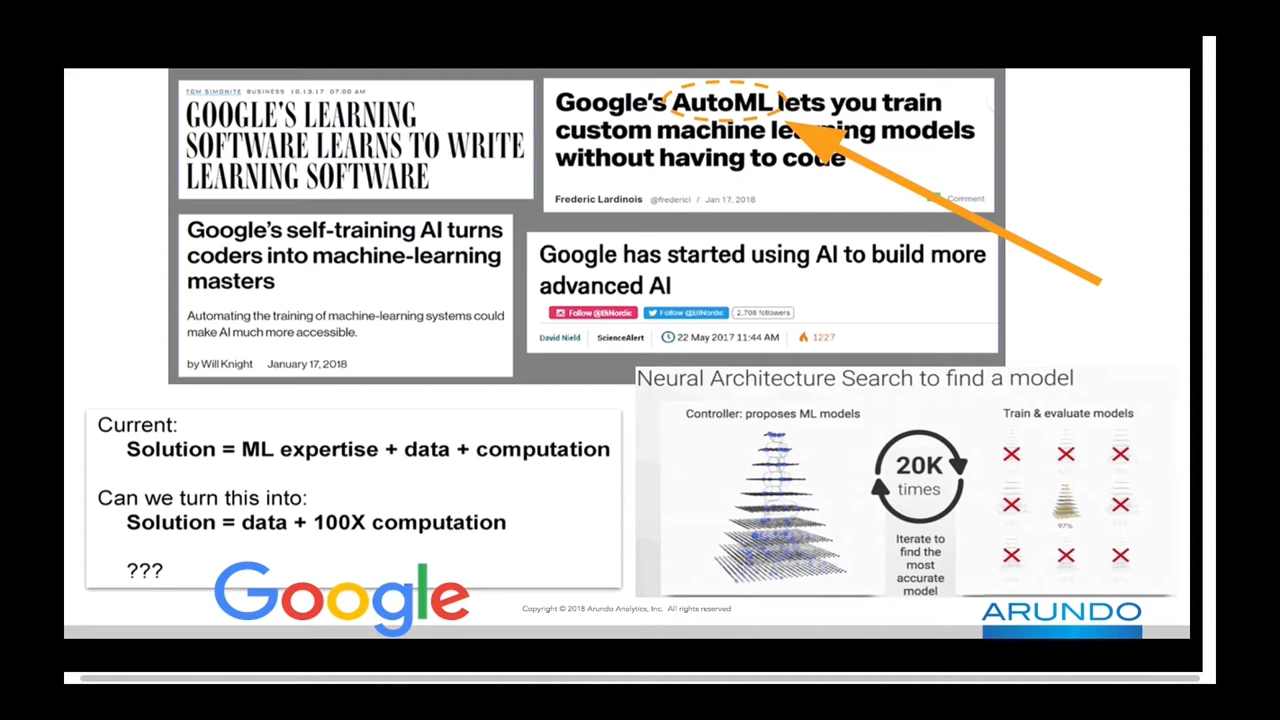 TOM SIMONITE BUSINESS 10.13.17 07:00 AM
GOOGLE'S LEARNING
SOFTWARE LEARNS TO WRITE
LEARNING SOFTWARE
Google's AutoML lets you train
custom machine learning models
without having to code
Frederic Lardinois @fredericl / Jan 17, 2018
Comment
Google's self-training AI turns
coders into machine-learning
masters
Automating the training of machine-learning systems could
make AI much more accessible.
by Will Knight January 17, 2018
Google has started using AI to build more
advanced AI
Follow @BiNordic Follow @BiNordic 2,708 followers
David Nield ScienceAlert 22 May 2017 11:44 AM 1227
Current:
Solution = ML expertise + data + computation
Can we turn this into:
Solution = data + 100X computation
???
Google
Neural Architecture Search to find a model
Controller: proposes ML models
20K
times
Iterate to
find the
most
accurate
model
Train & evaluate models
97%
Copyright © 2018 Arundo Analytics, Inc. All rights reserved
ARUNDO